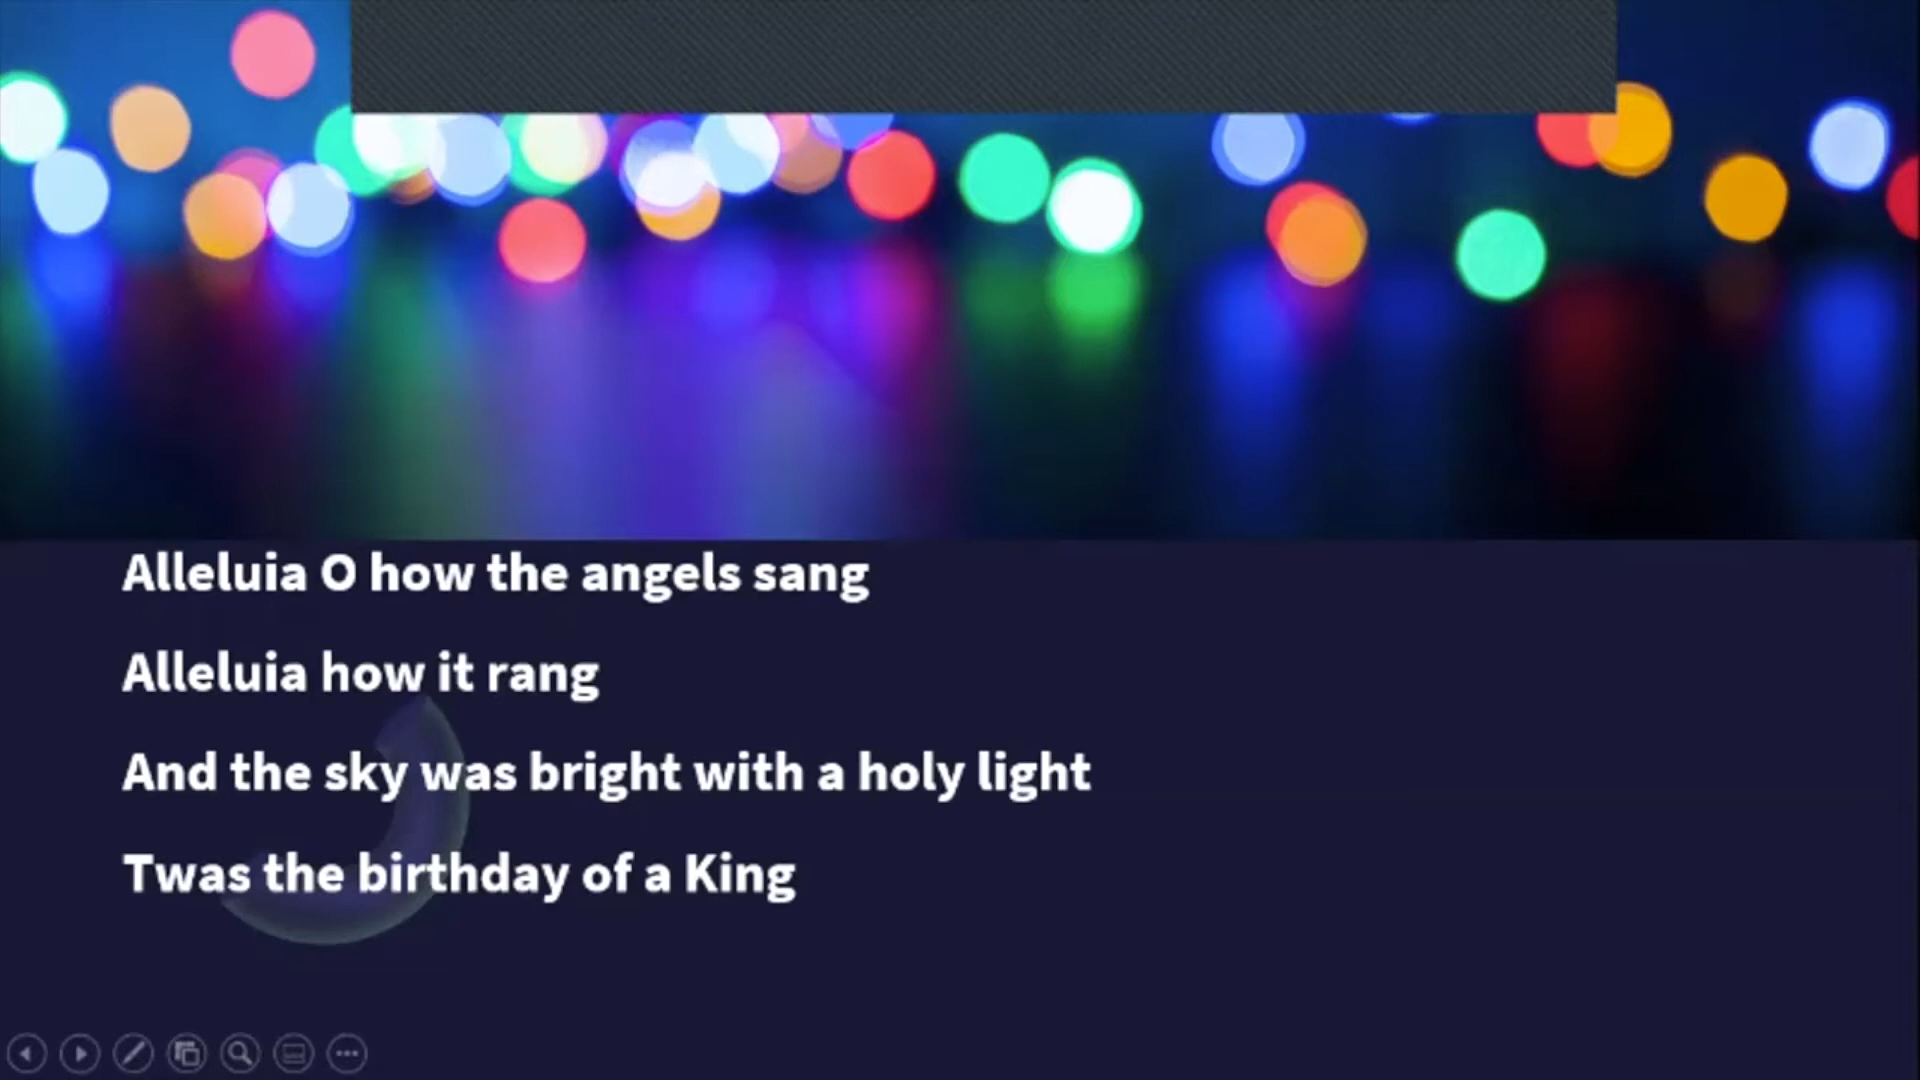 Alleluia O how the angels sang
Alleluia how it rang
And the sky was bright with a holy light
Twas the birthday of a King